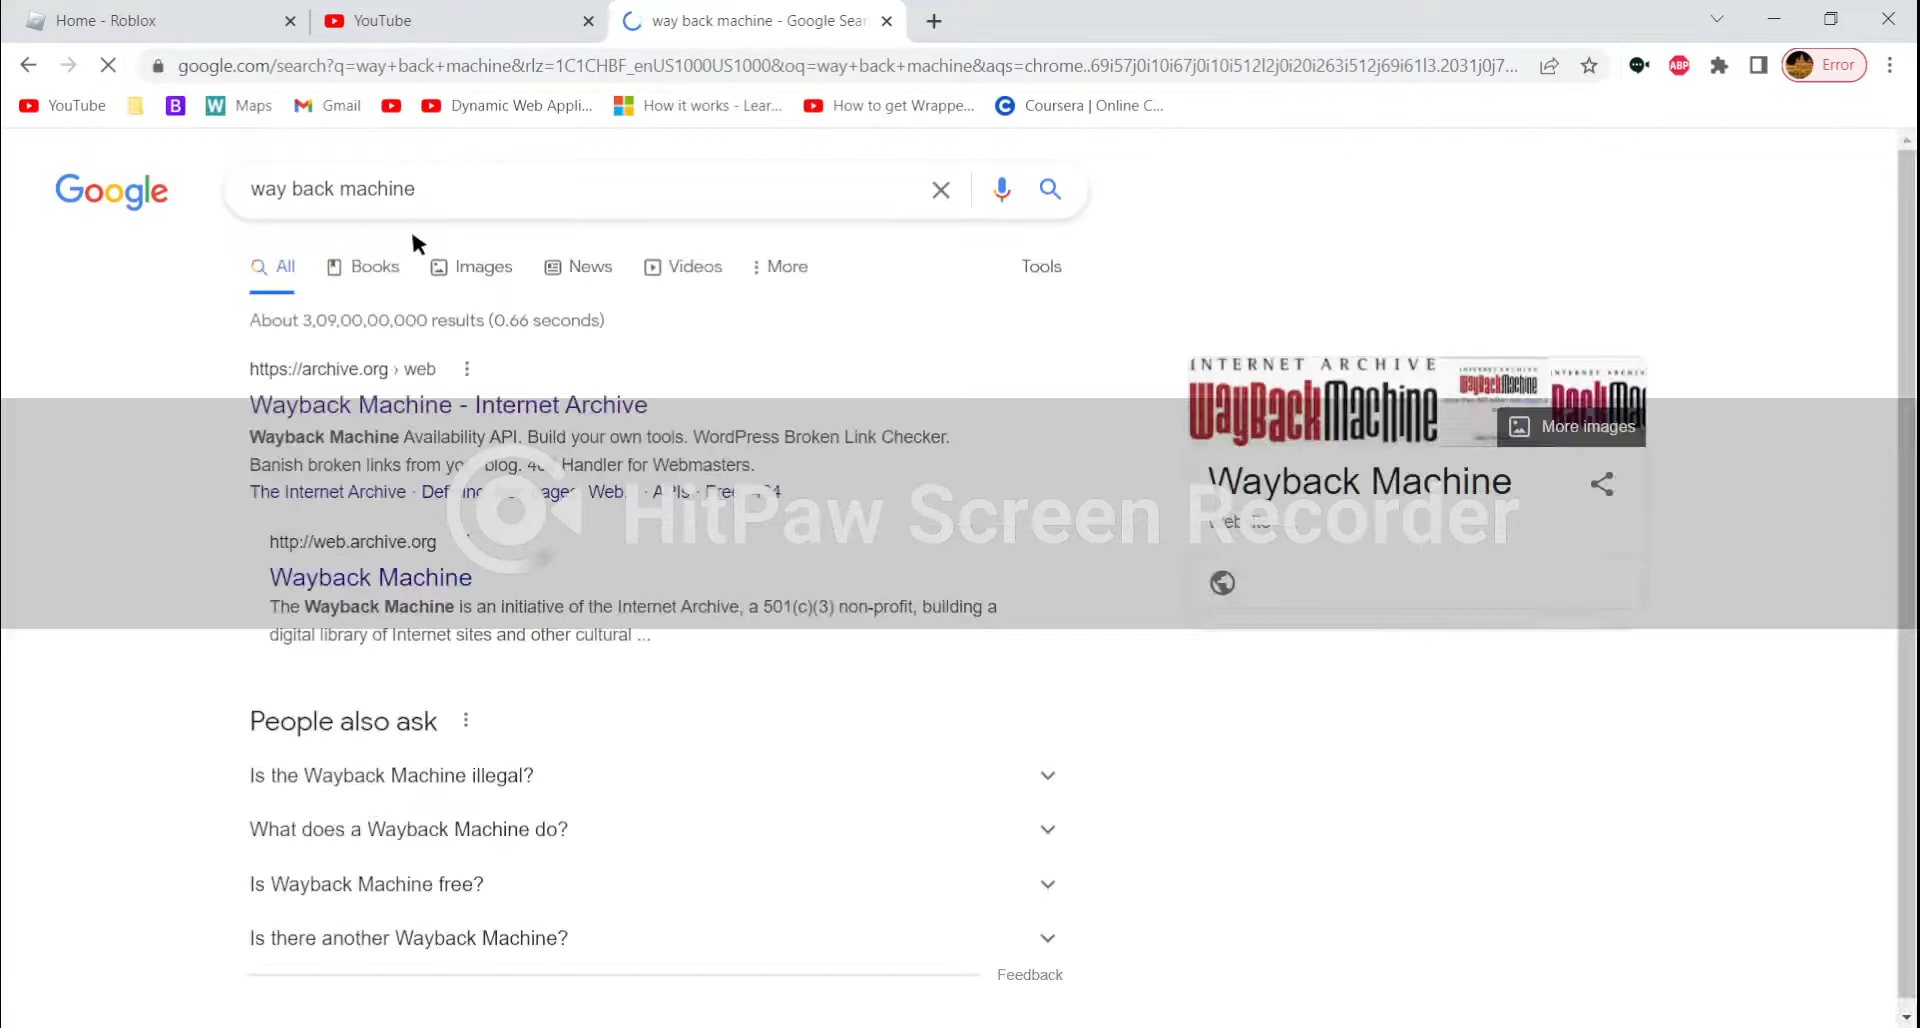 Home - Roblox
YouTube
way back machine - Google Sear
google.com/search?q=way+back+machine&rlz=1C1CHBF_enUS1000US1000&oq=way+back+machine&aqs=chrome..69i57j0i10i67j0i10i512l2j0i20i263i512j69i61l3.2031j0j7...
ABP
Error
YouTube
B
W Maps
Gmail
Dynamic Web Appli...
How it works - Lear...
How to get Wrappe...
Coursera | Online C...
Google
way back machine
All
Books
Images
News
Videos
More
Tools
About 3,09,00,00,000 results (0.66 seconds)
https://archive.org › web
Wayback Machine - Internet Archive
Wayback Machine Availability API. Build your own tools. WordPress Broken Link Checker.
Banish broken links from your blog. Handler for Webmasters.
The Internet Archive · Web · APIs ·
http://web.archive.org
Wayback Machine
The Wayback Machine is an initiative of the Internet Archive, a 501(c)(3) non-profit, building a
digital library of Internet sites and other cultural ...
INTERNET ARCHIVE
WayBackMachine
WayBackMachine
More images
Wayback Machine
HitPaw Screen Recorder
People also ask
Is the Wayback Machine illegal?
What does a Wayback Machine do?
Is Wayback Machine free?
Is there another Wayback Machine?
Feedback